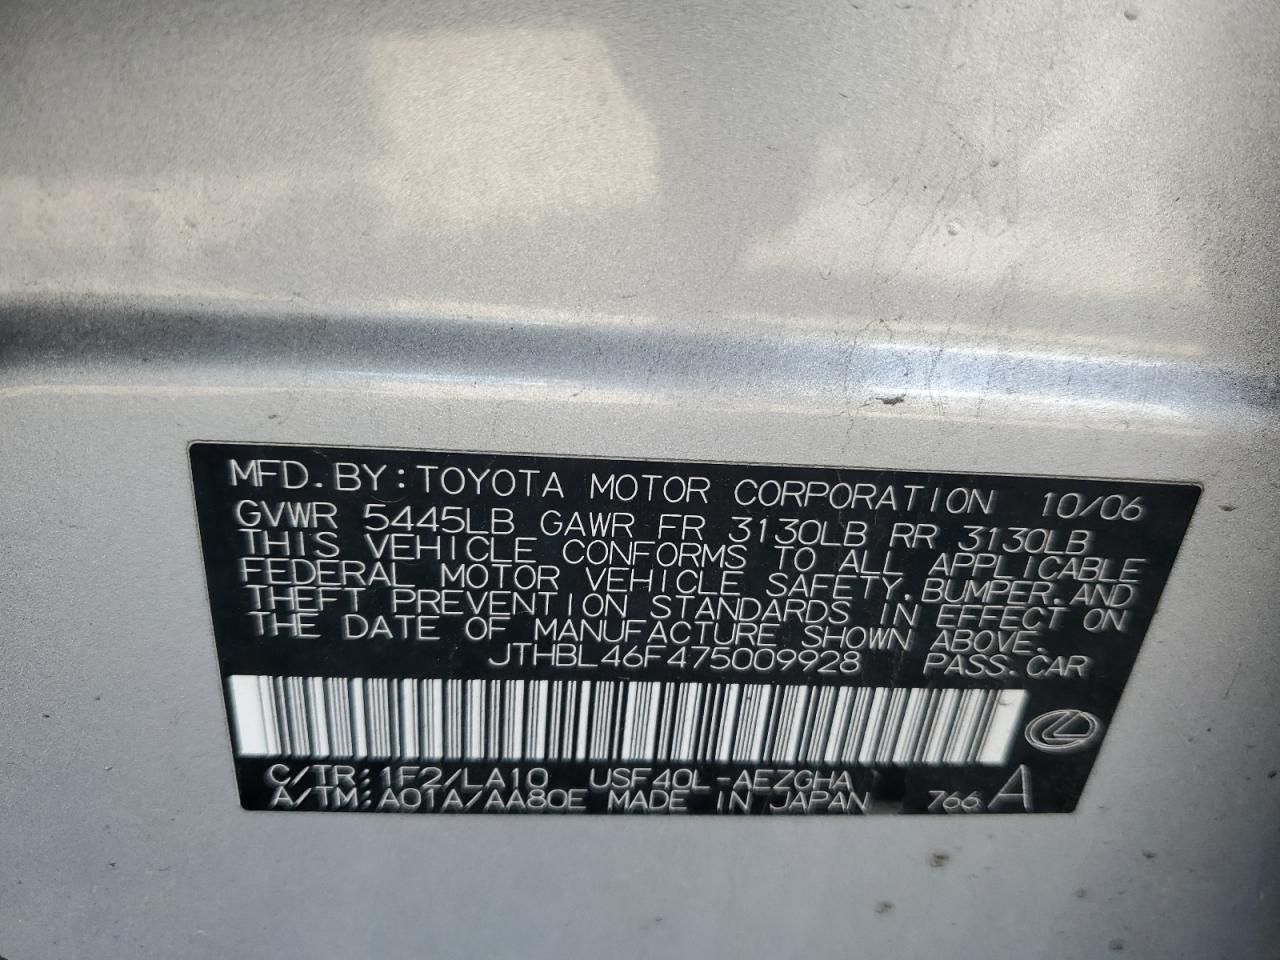 MFD.BY:TOYOTA MOTOR CORPORATION 10/06
GVWR 5445LB GAWR FR 3130LB RR 3130LB
THIS VEHICLE CONFORMS TO ALL APPLICABLE
FEDERAL MOTOR VEHICLE SAFETY,BUMPER,AND
THEFT PREVENTION STANDARDS IN EFFECT ON
THE DATE OF MANUFACTURE SHOWN ABOVE.
JTHBL46F475009928 PASS.CAR
C/TR:1F2/LA10 USF40L-AEZGHA
A/TM:A01A/AA80E MADE IN JAPAN 766 A